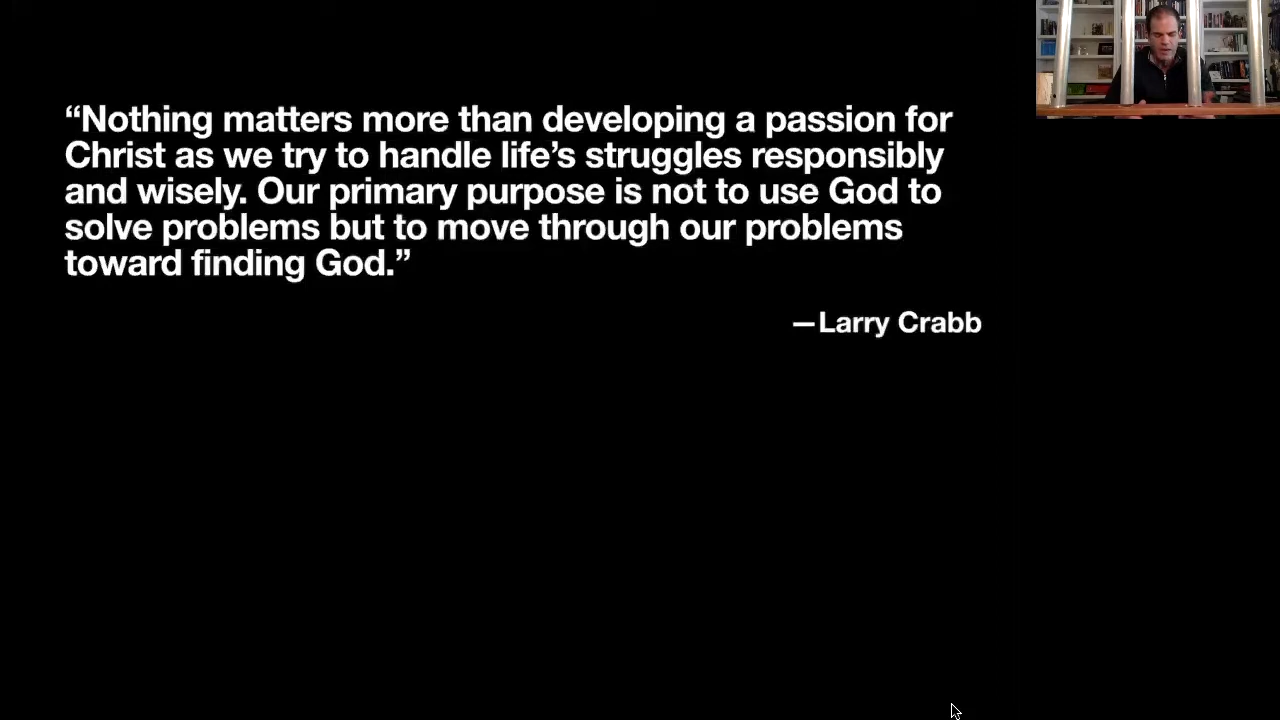 “Nothing matters more than developing a passion for
Christ as we try to handle life’s struggles responsibly
and wisely. Our primary purpose is not to use God to
solve problems but to move through our problems
toward finding God.”
—Larry Crabb